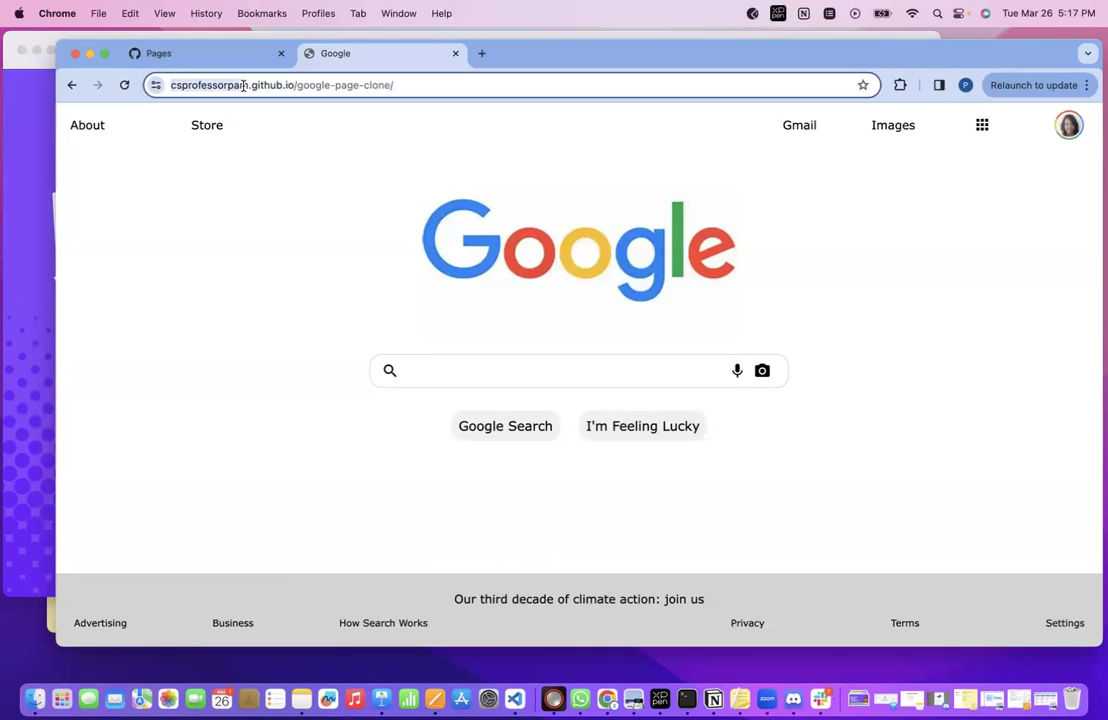 Chrome File Edit View History Bookmarks Profiles Tab Window Help Tue Mar 26 5:17 PM
Pages Google
csprofessorpam.github.io/google-page-clone/ P Relaunch to update
About Store Gmail Images
Google
Google Search I'm Feeling Lucky
Our third decade of climate action: join us
Advertising Business How Search Works Privacy Terms Settings